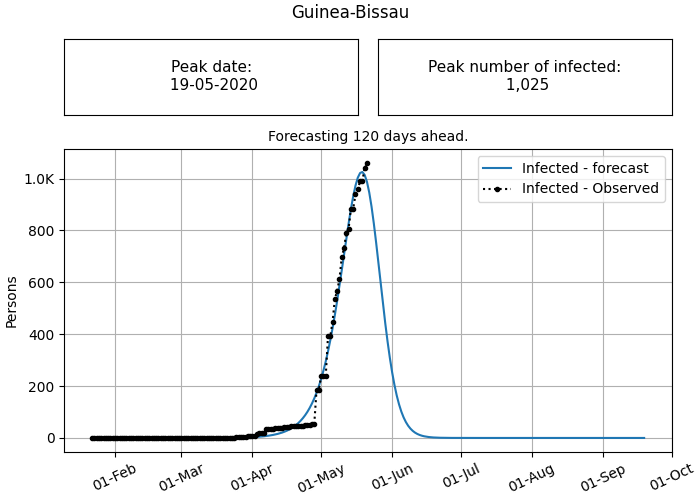 Guinea-Bissau
Peak date:
19-05-2020
Peak number of infected:
1,025
Forecasting 120 days ahead.
Infected - forecast
Infected - Observed
Persons
1.0K
800
600
400
200
0
01-Feb
01-Mar
01-Apr
01-May
01-Jun
01-Jul
01-Aug
01-Sep
01-Oct